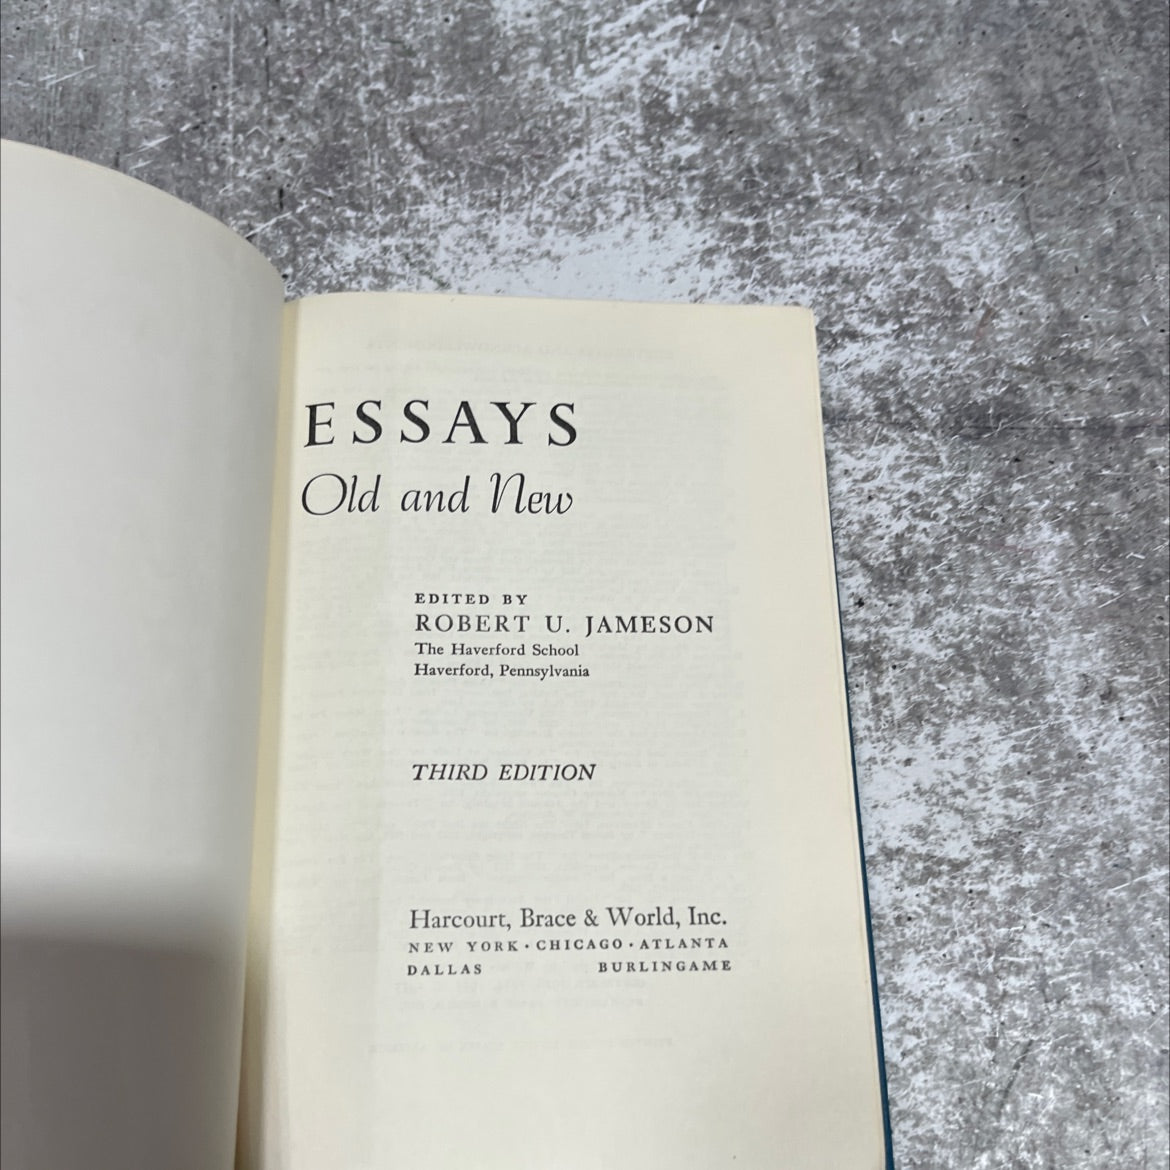 ESSAYS
Old and New
EDITED BY
ROBERT U. JAMESON
The Haverford School
Haverford, Pennsylvania
THIRD EDITION
Harcourt, Brace & World, Inc.
NEW YORK · CHICAGO · ATLANTA
DALLAS BURLINGAME